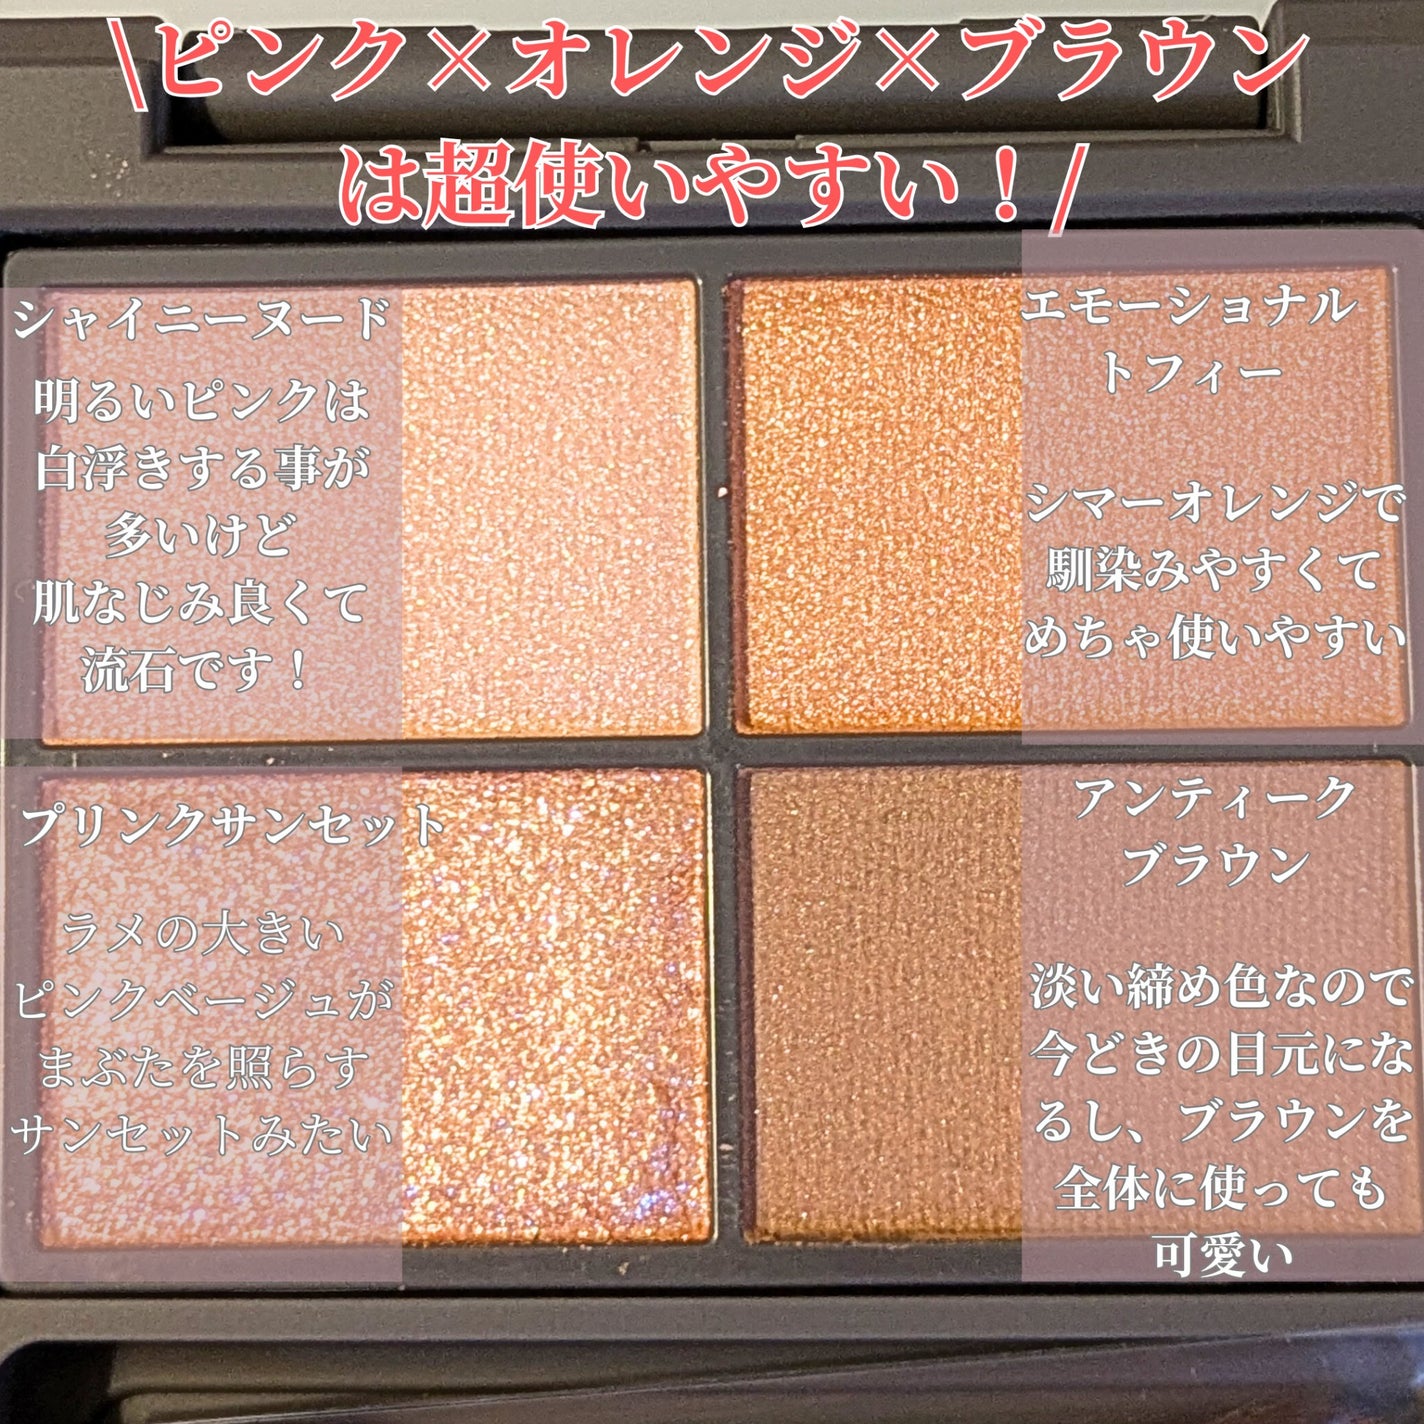 \ピンク×オレンジ×ブラウン
は超使いやすい！/
シャイニーヌード
明るいピンクは
白浮きする事が
多いけど
肌なじみ良くて
流石です！
エモーショナル
トフィー
シマーオレンジで
馴染みやすくて
めちゃ使いやすい
プリンクサンセット
ラメの大きい
ピンクベージュが
まぶたを照らす
サンセットみたい
アンティーク
ブラウン
淡い締め色なので
今どきの目元にな
るし、ブラウンを
全体に使っても
可愛い